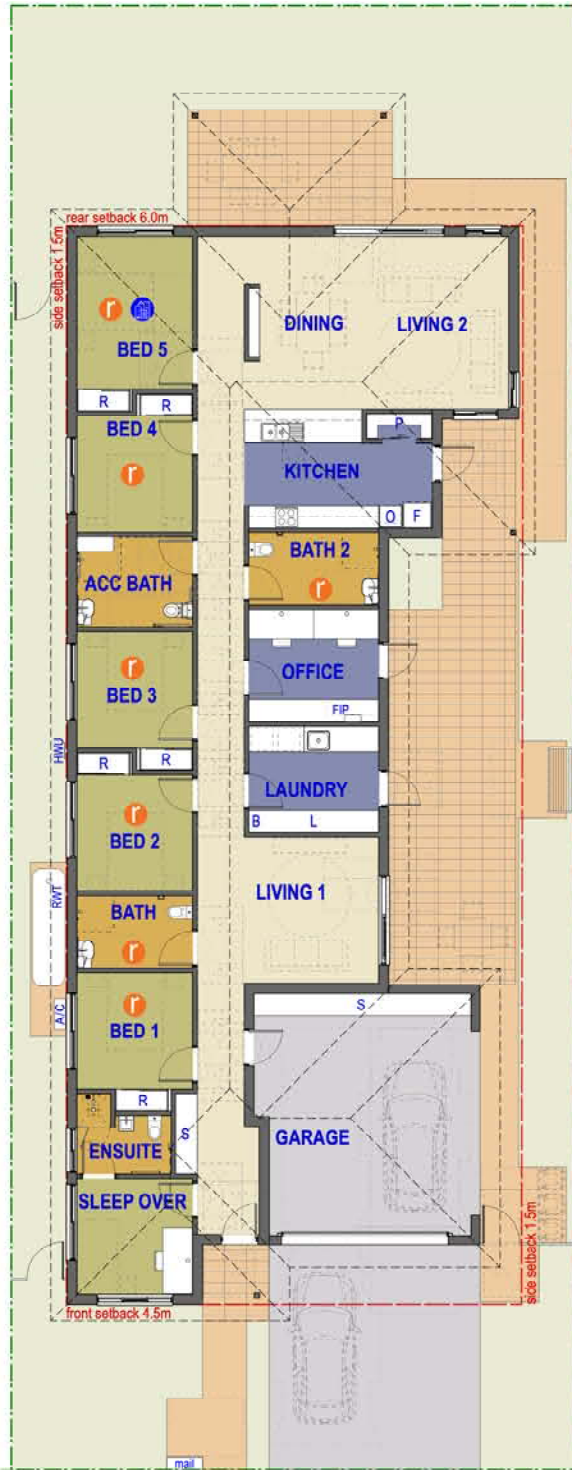 rear setback 6.0m
side setback 1.5m
r
BED 5
DINING
LIVING 2
R
R
BED 4
r
P
KITCHEN
O
F
ACC BATH
BATH 2
r
r
BED 3
OFFICE
FIP
HWU
R
R
LAUNDRY
B
L
r
BED 2
RWT
BATH
r
LIVING 1
A/C
r
BED 1
S
R
S
ENSUITE
GARAGE
SLEEP OVER
side setback 1.5m
front setback 4.5m
mail